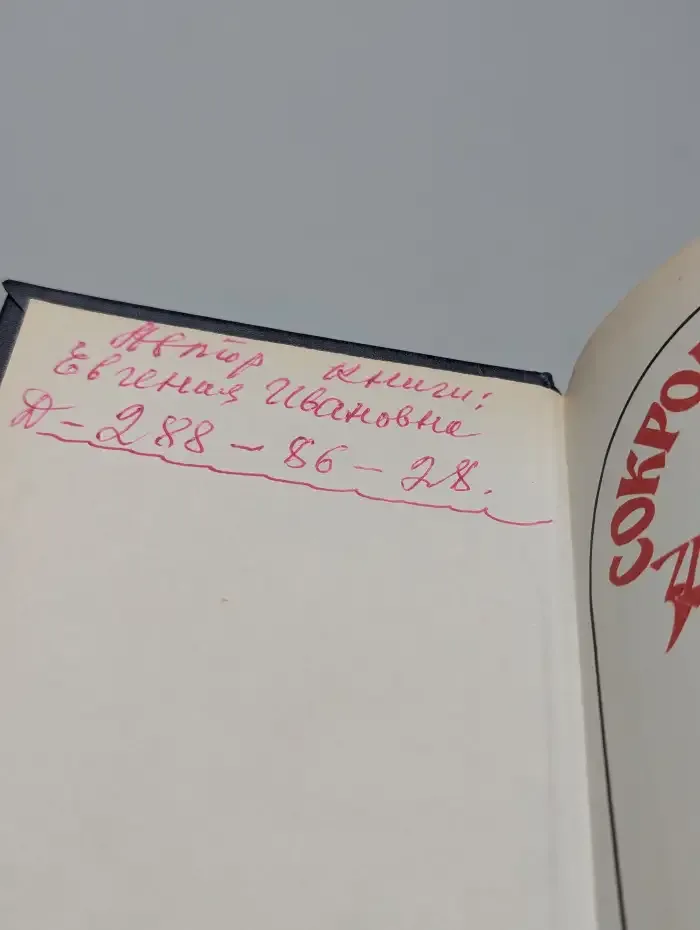 Автор книги:
Евгения Ивановна
Д - 288 - 86 - 28.
СОКРО